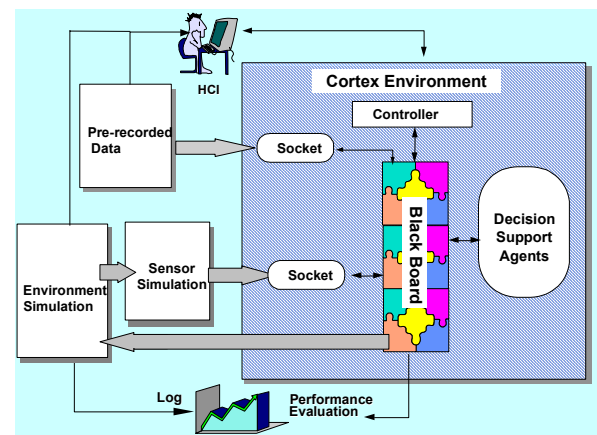 HCI
Cortex Environment
Controller
Pre-recorded
Data
Socket
Black Board
Decision
Support
Agents
Environment
Simulation
Sensor
Simulation
Socket
Log
Performance
Evaluation